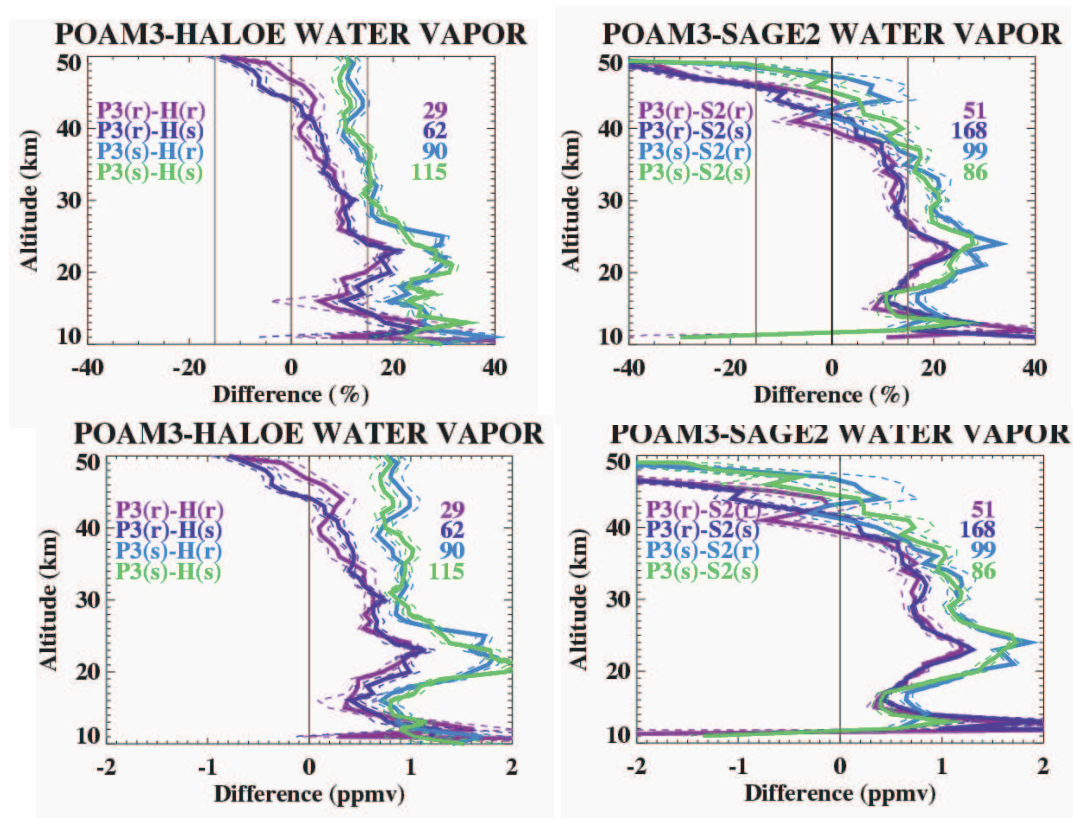 POAM3-HALOE WATER VAPOR
50
40
30
20
10
Altitude (km)
P3(r)-H(r) 29
P3(r)-H(s) 62
P3(s)-H(r) 90
P3(s)-H(s) 115
-40 -20 0 20 40
Difference (%)
POAM3-SAGE2 WATER VAPOR
50
40
30
20
10
Altitude (km)
P3(r)-S2(r) 51
P3(r)-S2(s) 168
P3(s)-S2(r) 99
P3(s)-S2(s) 86
-40 -20 0 20 40
Difference (%)
POAM3-HALOE WATER VAPOR
50
40
30
20
10
Altitude (km)
P3(r)-H(r) 29
P3(r)-H(s) 62
P3(s)-H(r) 90
P3(s)-H(s) 115
-2 -1 0 1 2
Difference (ppmv)
POAM3-SAGE2 WATER VAPOR
50
40
30
20
10
Altitude (km)
P3(r)-S2(r) 51
P3(r)-S2(s) 168
P3(s)-S2(r) 99
P3(s)-S2(s) 86
-2 -1 0 1 2
Difference (ppmv)